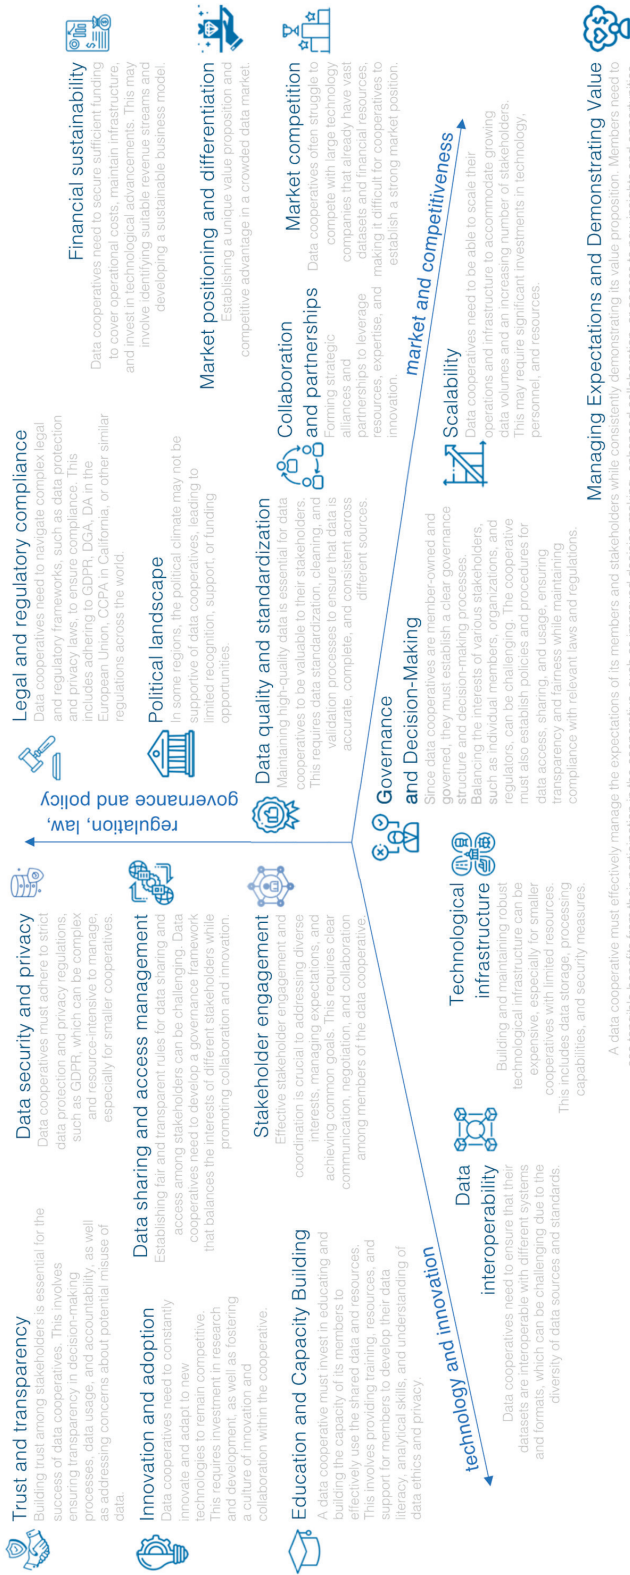 Trust and transparency
Building trust among stakeholders is essential for the
success of data cooperatives. This involves
ensuring transparency in decision-making
processes, data usage, and accountability, as well
as addressing concerns about potential misuse of
data.
Data security and privacy
Data cooperatives must adhere to strict
data protection and privacy regulations,
such as GDPR, which can be complex
and resource-intensive to manage,
especially for smaller cooperatives.
Legal and regulatory compliance
Data cooperatives need to navigate complex legal
and regulatory frameworks, such as data protection
and privacy laws, to ensure compliance. This
includes adhering to GDPR, DGA, DA in the
European Union, CCPA in California, or other similar
reguations across the world.
Financial sustainability
Data cooperatives need to secure sufficient funding
to cover operational costs, maintain infrastructure,
and invest in technological advancements. This may
involve identifying suitable revenue streams and
developing a sustainable business model.
regulation, law,
governance and policy
Innovation and adoption
Data cooperatives need to constantly
innovate and adapt to new
technologies to remain competitive.
This requires investment in research
and development, as well as fostering
a culture of innovation and
collaboration within the cooperative.
Data sharing and access management
Establishing fair and transparent rules for data sharing and
access among stakeholders can be challenging. Data
cooperatives need to develop a governance framework
that balances the interests of different stakeholders while
promoting collaboration and innovation.
Political landscape
In some regions, the political climate may not be
supportive of data cooperatives, leading to
limited recognition, support, or funding
opportunities.
Market positioning and differentiation
Establishing a unique value proposition and
competitive advantage in a crowded data market.
Education and Capacity Building
A data cooperative must invest in educating and
building the capacity of its members to
effectively use the shared data and resources.
This involves providing training, resources, and
support for members to develop their data
literacy, analytical skills, and understanding of
data ethics and privacy.
Stakeholder engagement
Effective stakeholder engagement and
coordination is crucial to addressing diverse
interests, managing expectations, and
achieving common goals. This requires clear
communication, negotiation, and collaboration
among members of the data cooperative,
Data quality and standardization
Maintaining high-quality data is essential for data
cooperatives to be valuable to their stakeholders.
This requires data standardization, cleaning, and
validation processes to ensure that data is
accurate, complete, and consistent across
different sources.
Collaboration
and partnerships
Forming strategic
alliances and
partnerships to leverage
resources, expertise, and
innovation.
Market competition
Data cooperatives often struggle to
compete with large technology
companies that already have vast
datasets and financial resources,
making it difficult for cooperatives to
establish a strong market position.
technology and innovation
market and competitiveness
Data
interoperability
Data cooperatives need to ensure that their
datasets are interoperable with different systems
and formats, which can be challenging due to the
diversity of data sources and standards.
Technological
infrastructure
Building and maintaining robust
technological infrastructure can be
expensive, especially for smaller
cooperatives with limited resources.
This includes data storage, processing
capabilities, and security measures.
Governance
and Decision-Making
Since data cooperatives are member-owned and
governed, they must establish a clear governance
structure and decision-making processes.
Balancing the interests of various stakeholders,
such as individual members, organizations, and
regulators, can be challenging. The cooperative
must also establish policies and procedures for
data access, sharing, and usage, ensuring
transparency and fairness while maintaining
compliance with relevant laws and regulations.
Scalability
Data cooperatives need to be able to scale their
operations and infrastructure to accommodate growing
data volumes and an increasing number of stakeholders.
This may require significant investments in technology,
personnel, and resources.
Managing Expectations and Demonstrating Value
A data cooperative must effectively manage the expectations of its members and stakeholders while consistently demonstrating its value proposition. Members need to